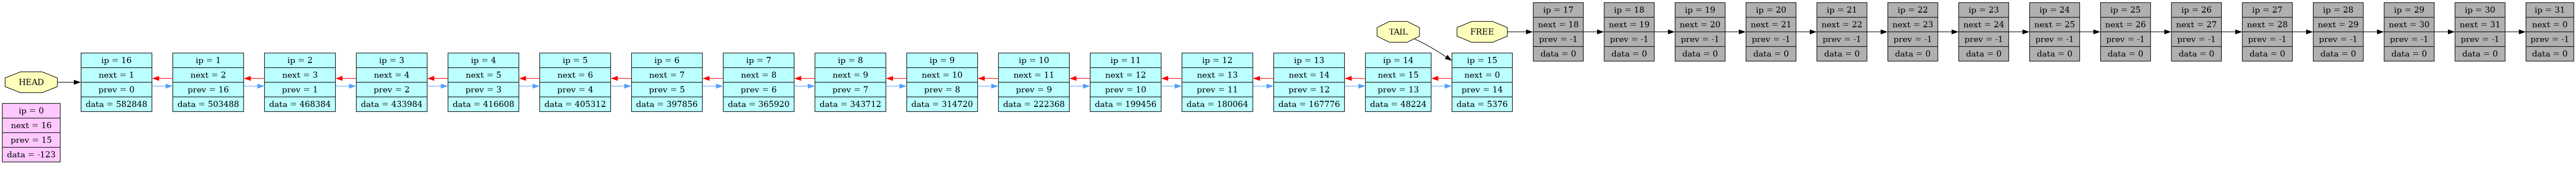 HEAD
ip = 0
next = 16
prev = 15
data = -123
ip = 16
next = 1
prev = 0
data = 582848
ip = 1
next = 2
prev = 16
data = 503488
ip = 2
next = 3
prev = 1
data = 468384
ip = 3
next = 4
prev = 2
data = 433984
ip = 4
next = 5
prev = 3
data = 416608
ip = 5
next = 6
prev = 4
data = 405312
ip = 6
next = 7
prev = 5
data = 397856
ip = 7
next = 8
prev = 6
data = 365920
ip = 8
next = 9
prev = 7
data = 343712
ip = 9
next = 10
prev = 8
data = 314720
ip = 10
next = 11
prev = 9
data = 222368
ip = 11
next = 12
prev = 10
data = 199456
ip = 12
next = 13
prev = 11
data = 180064
ip = 13
next = 14
prev = 12
data = 167776
TAIL
ip = 14
next = 15
prev = 13
data = 48224
FREE
ip = 15
next = 0
prev = 14
data = 5376
ip = 17
next = 18
prev = -1
data = 0
ip = 18
next = 19
prev = -1
data = 0
ip = 19
next = 20
prev = -1
data = 0
ip = 20
next = 21
prev = -1
data = 0
ip = 21
next = 22
prev = -1
data = 0
ip = 22
next = 23
prev = -1
data = 0
ip = 23
next = 24
prev = -1
data = 0
ip = 24
next = 25
prev = -1
data = 0
ip = 25
next = 26
prev = -1
data = 0
ip = 26
next = 27
prev = -1
data = 0
ip = 27
next = 28
prev = -1
data = 0
ip = 28
next = 29
prev = -1
data = 0
ip = 29
next = 30
prev = -1
data = 0
ip = 30
next = 31
prev = -1
data = 0
ip = 31
next = 0
prev = -1
data = 0